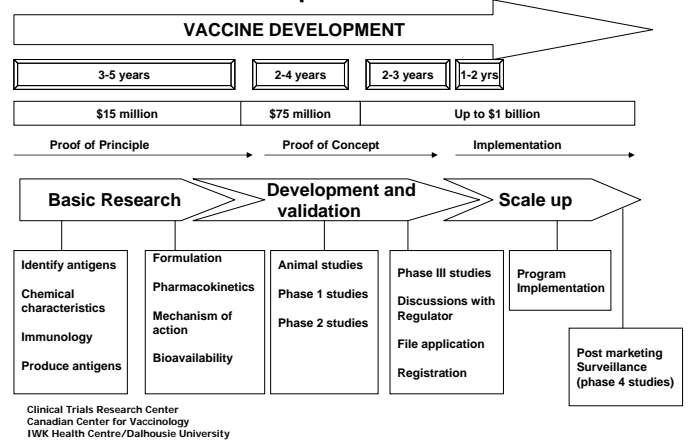 VACCINE DEVELOPMENT
3-5 years
2-4 years
2-3 years
1-2 yrs
$15 million
$75 million
Up to $1 billion
Proof of Principle
Proof of Concept
Implementation
Basic Research
Development and
validation
Scale up
Identify antigens
Chemical
characteristics
Immunology
Produce antigens
Formulation
Pharmacokinetics
Mechanism of
action
Bioavailability
Animal studies
Phase 1 studies
Phase 2 studies
Phase III studies
Discussions with
Regulator
File application
Registration
Program
Implementation
Post marketing
Surveillance
(phase 4 studies)
Clinical Trials Research Center
Canadian Center for Vaccinology
IWK Health Centre/Dalhousie University